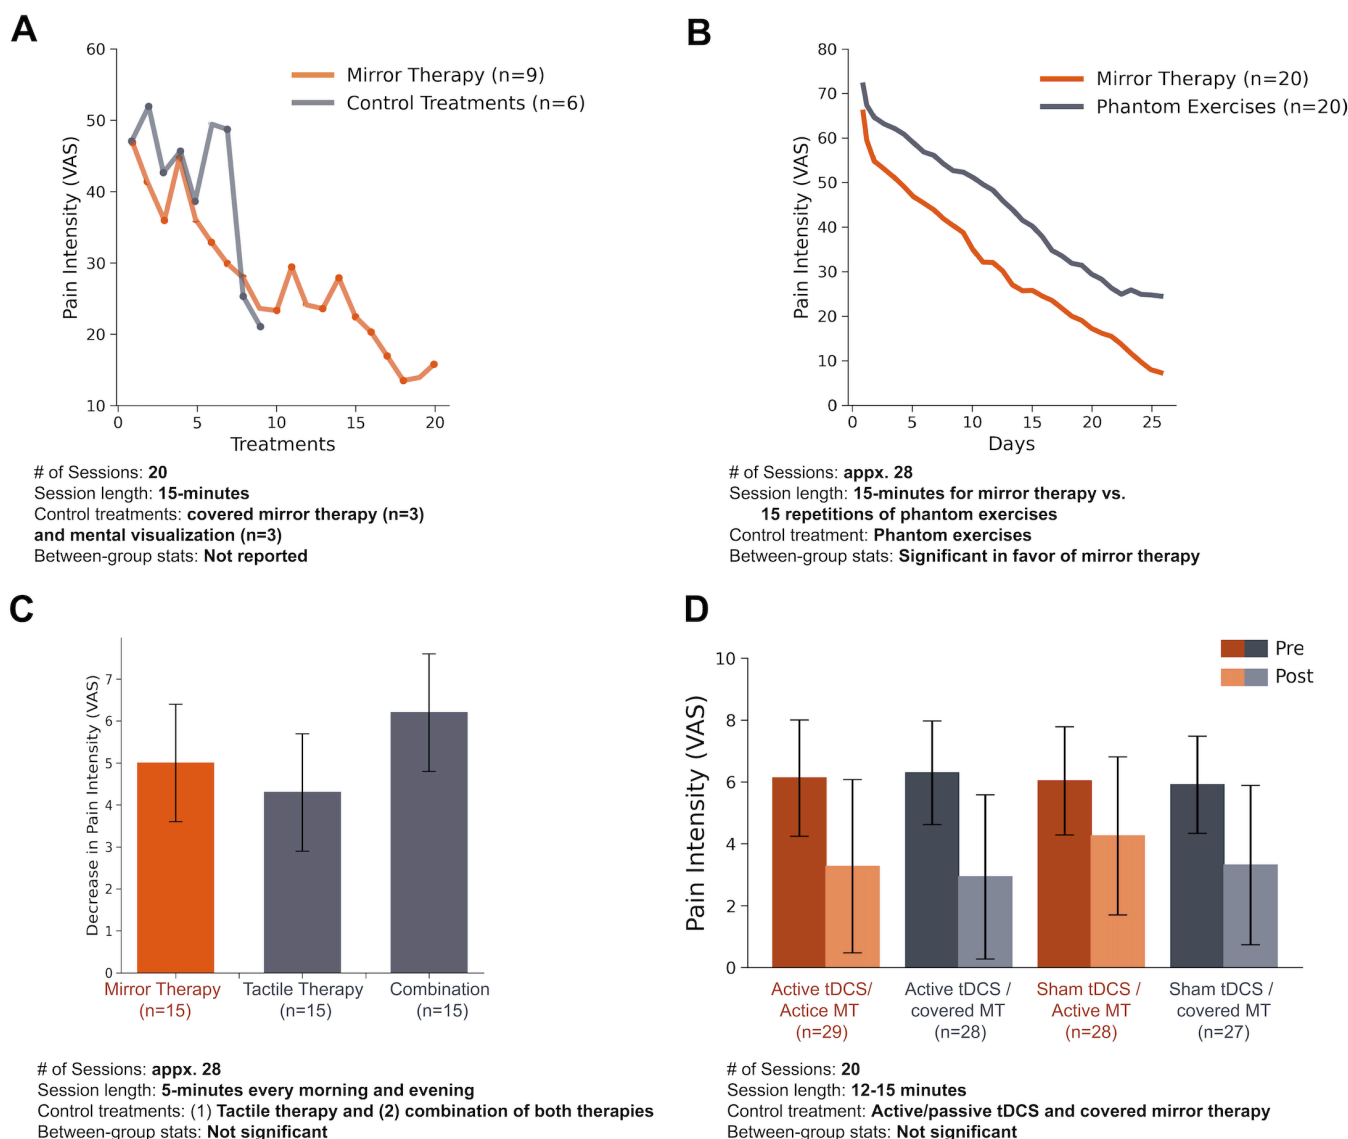 A
60
50
40
30
20
10
Pain Intensity (VAS)
Mirror Therapy (n=9)
Control Treatments (n=6)
0
5
10
15
20
Treatments
# of Sessions: 20
Session length: 15-minutes
Control treatments: covered mirror therapy (n=3)
and mental visualization (n=3)
Between-group stats: Not reported
B
80
70
60
50
40
30
20
10
0
Pain Intensity (VAS)
Mirror Therapy (n=20)
Phantom Exercises (n=20)
0
5
10
15
20
25
Days
# of Sessions: appx. 28
Session length: 15-minutes for mirror therapy vs.
15 repetitions of phantom exercises
Control treatment: Phantom exercises
Between-group stats: Significant in favor of mirror therapy
C
7
6
5
4
3
2
1
0
Decrease in Pain Intensity (VAS)
Mirror Therapy
(n=15)
Tactile Therapy
(n=15)
Combination
(n=15)
# of Sessions: appx. 28
Session length: 5-minutes every morning and evening
Control treatments: (1) Tactile therapy and (2) combination of both therapies
Between-group stats: Not significant
D
Pre
Post
10
8
6
4
2
0
Pain Intensity (VAS)
Active tDCS/
Actice MT
(n=29)
Active tDCS /
covered MT
(n=28)
Sham tDCS /
Active MT
(n=28)
Sham tDCS /
covered MT
(n=27)
# of Sessions: 20
Session length: 12-15 minutes
Control treatment: Active/passive tDCS and covered mirror therapy
Between-group stats: Not significant